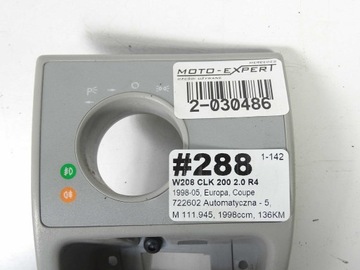 MOTO-EXPERT
2-030486
#288
1-142
W208 CLK 200 2.0 R4
1998-05, Europa, Coupe
722602 Automatyczna - 5,
M 111.945, 1998ccm, 136KM